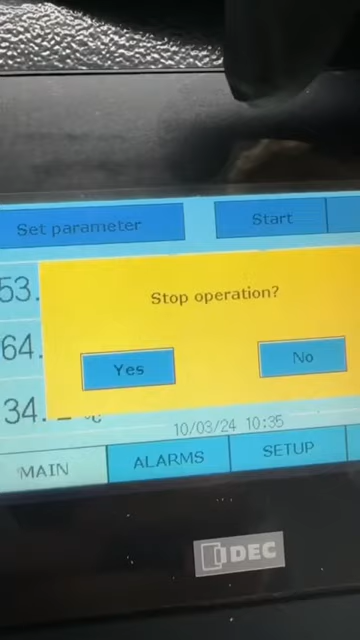 Set parameter
Start
53.
Stop operation?
64.
Yes
No
34.
°C
10/03/24 10:35
MAIN
ALARMS
SETUP
IDEC